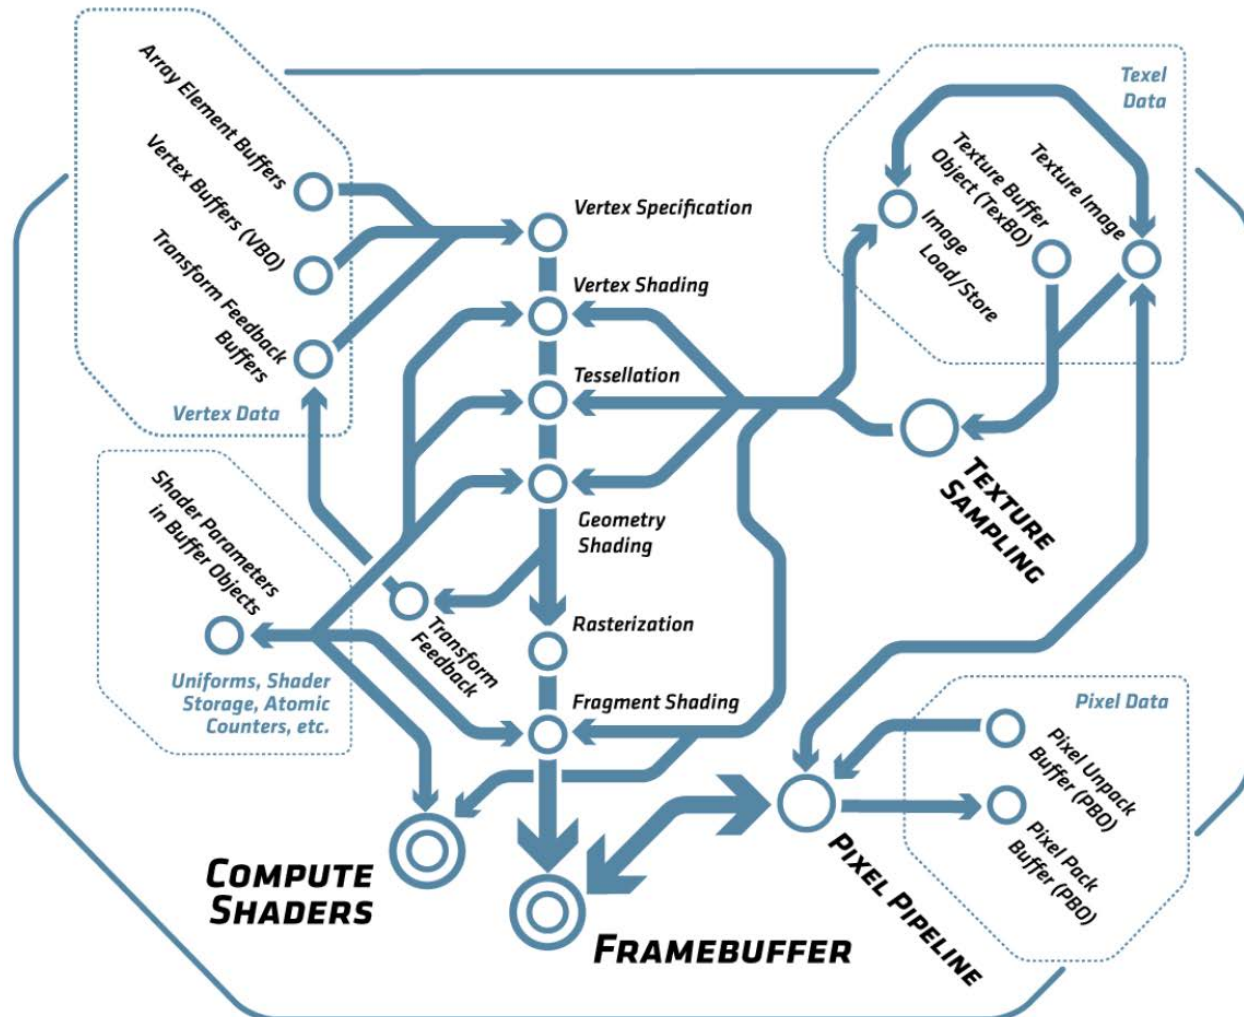 Array Element Buffers
Vertex Buffers (VBO)
Transform Feedback
Buffers
Vertex Data
Shader Parameters
in Buffer Objects
Uniforms, Shader
Storage, Atomic
Counters, etc.
Vertex Specification
Vertex Shading
Tessellation
Geometry
Shading
Transform
Feedback
Rasterization
Fragment Shading
Texel
Data
Texture Image
Texture Buffer
Object (TexBO)
Image
Load/Store
TEXTURE
SAMPLING
Pixel Data
Pixel Unpack
Buffer (PBO)
Pixel Pack
Buffer (PBO)
PIXEL PIPELINE
COMPUTE
SHADERS
FRAMEBUFFER